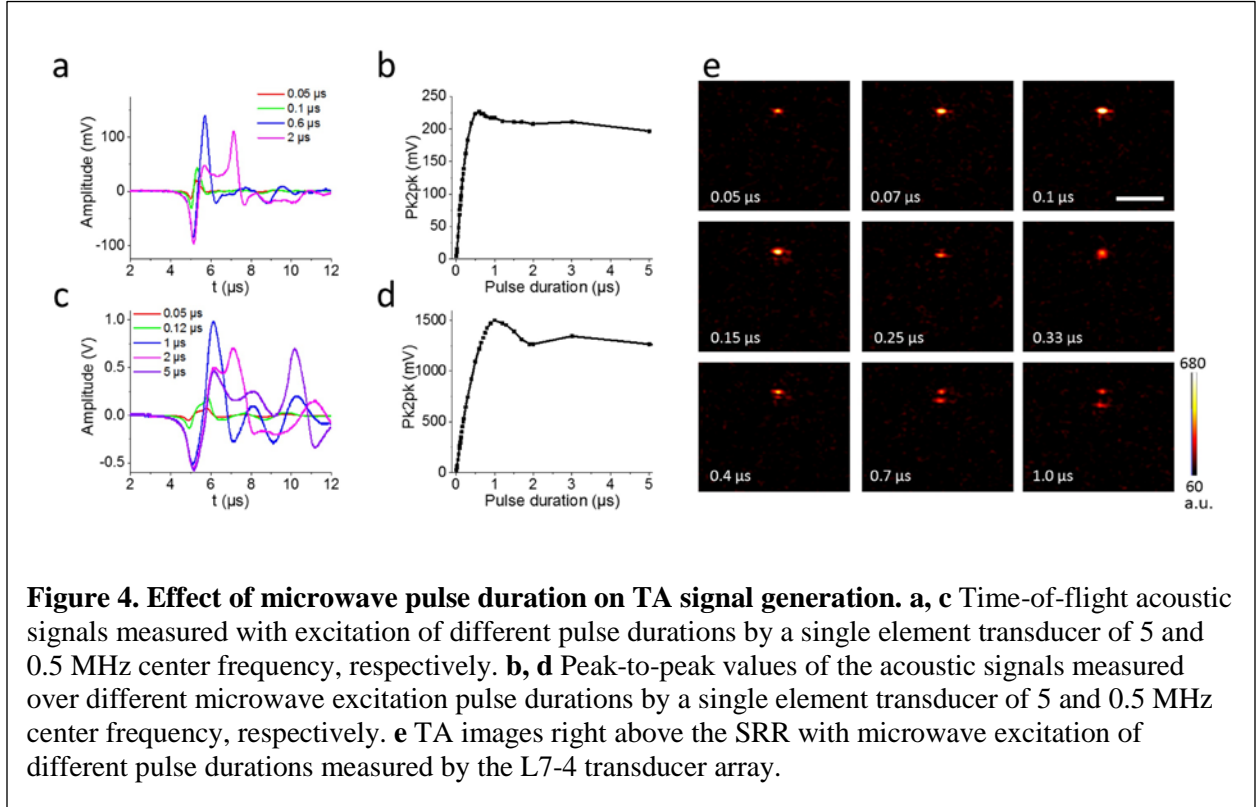 a
0.05 µs
0.1 µs
0.6 µs
2 µs
100
0
-100
Amplitude (mV)
2 4 6 8 10 12
t (µs)
b
250
200
150
100
50
0
Pk2pk (mV)
0 1 2 3 4 5
Pulse duration (µs)
c
0.05 µs
0.12 µs
1 µs
2 µs
5 µs
1.0
0.5
0.0
-0.5
Amplitude (V)
2 4 6 8 10 12
t (µs)
d
1500
1000
500
0
Pk2pk (mV)
0 1 2 3 4 5
Pulse duration (µs)
e
0.05 µs
0.07 µs
0.1 µs
0.15 µs
0.25 µs
0.33 µs
0.4 µs
0.7 µs
1.0 µs
680
60
a.u.
Figure 4. Effect of microwave pulse duration on TA signal generation. a, c Time-of-flight acoustic
signals measured with excitation of different pulse durations by a single element transducer of 5 and
0.5 MHz center frequency, respectively. b, d Peak-to-peak values of the acoustic signals measured
over different microwave excitation pulse durations by a single element transducer of 5 and 0.5 MHz
center frequency, respectively. e TA images right above the SRR with microwave excitation of
different pulse durations measured by the L7-4 transducer array.